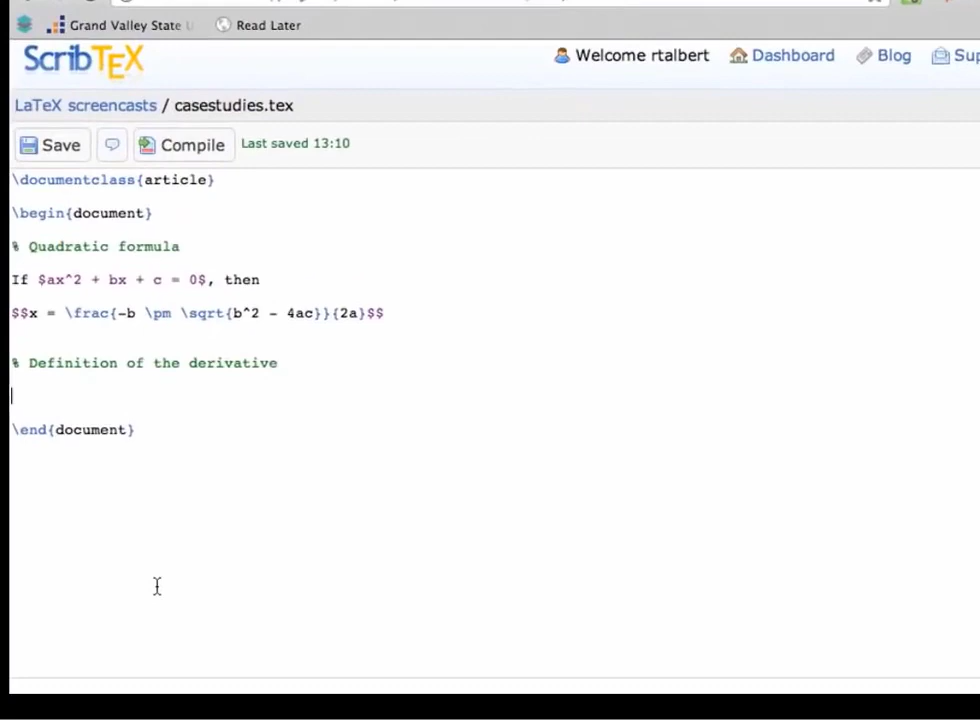 Grand Valley State U
Read Later
ScribTEX
Welcome rtalbert
Dashboard
Blog
LaTeX screencasts / casestudies.tex
Save
Compile
Last saved 13:10
\documentclass{article}
\begin{document}
% Quadratic formula
If $ax^2 + bx + c = 0$, then
$$x = \frac{-b \pm \sqrt{b^2 - 4ac}}{2a}$$
% Definition of the derivative
\end{document}